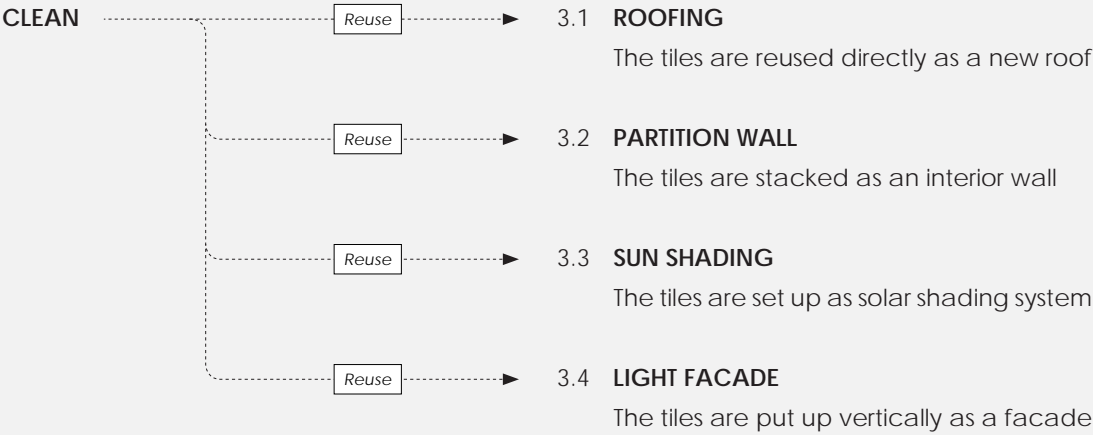 CLEAN Reuse 3.1 ROOFING
The tiles are reused directly as a new roof
Reuse 3.2 PARTITION WALL
The tiles are stacked as an interior wall
Reuse 3.3 SUN SHADING
The tiles are set up as solar shading system
Reuse 3.4 LIGHT FACADE
The tiles are put up vertically as a facade